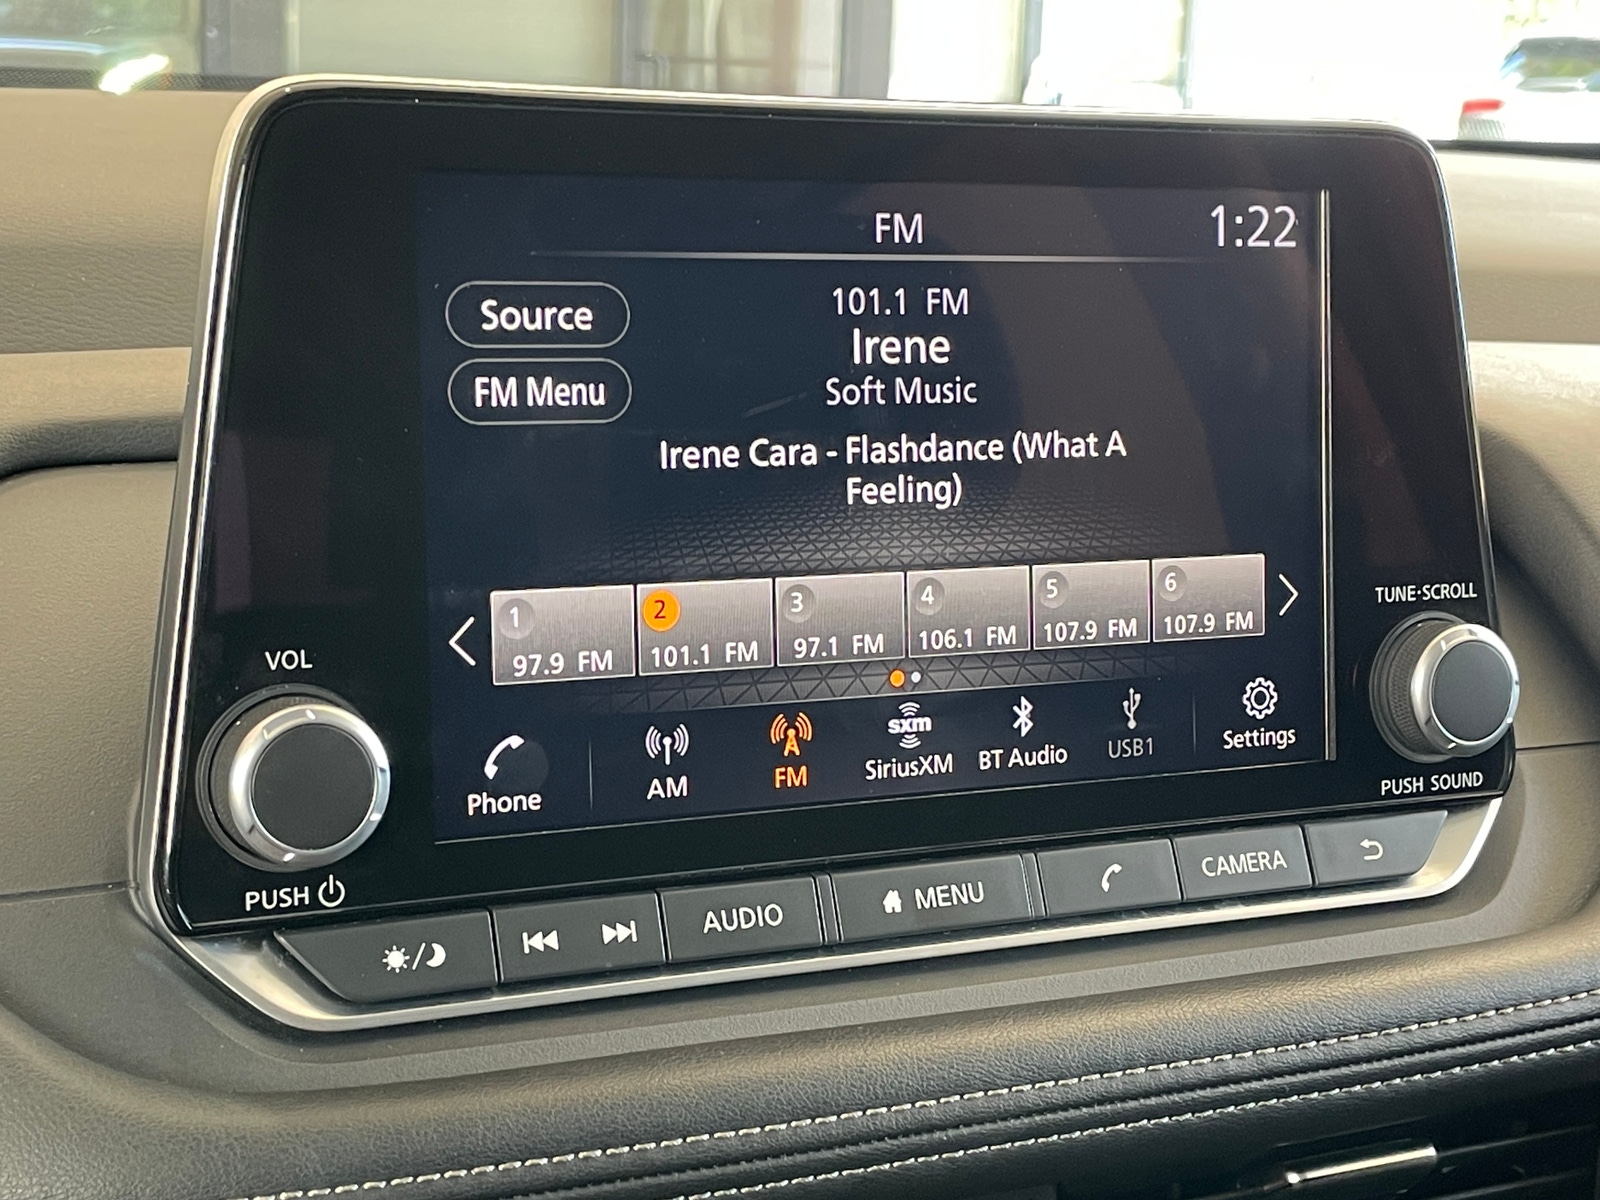 FM
1:22
Source
101.1 FM
Irene
FM Menu
Soft Music
Irene Cara - Flashdance (What A
Feeling)
1
97.9 FM
2
101.1 FM
3
97.1 FM
4
106.1 FM
5
107.9 FM
6
107.9 FM
Phone
AM
FM
sxm
SiriusXM
BT Audio
USB1
Settings
VOL
PUSH
TUNE·SCROLL
PUSH SOUND
AUDIO
MENU
CAMERA